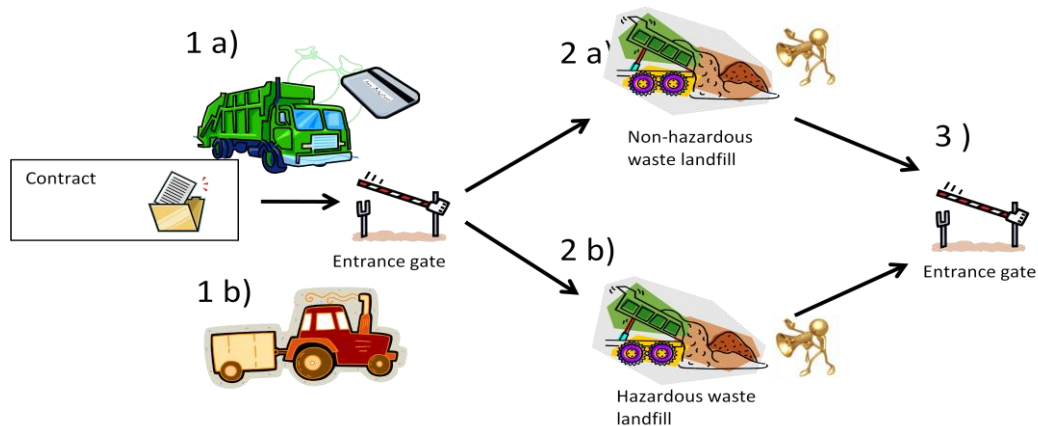 1 a)
2 a)
Non-hazardous
waste landfill
3 )
Contract
Entrance gate
Entrance gate
1 b)
2 b)
Hazardous waste
landfill